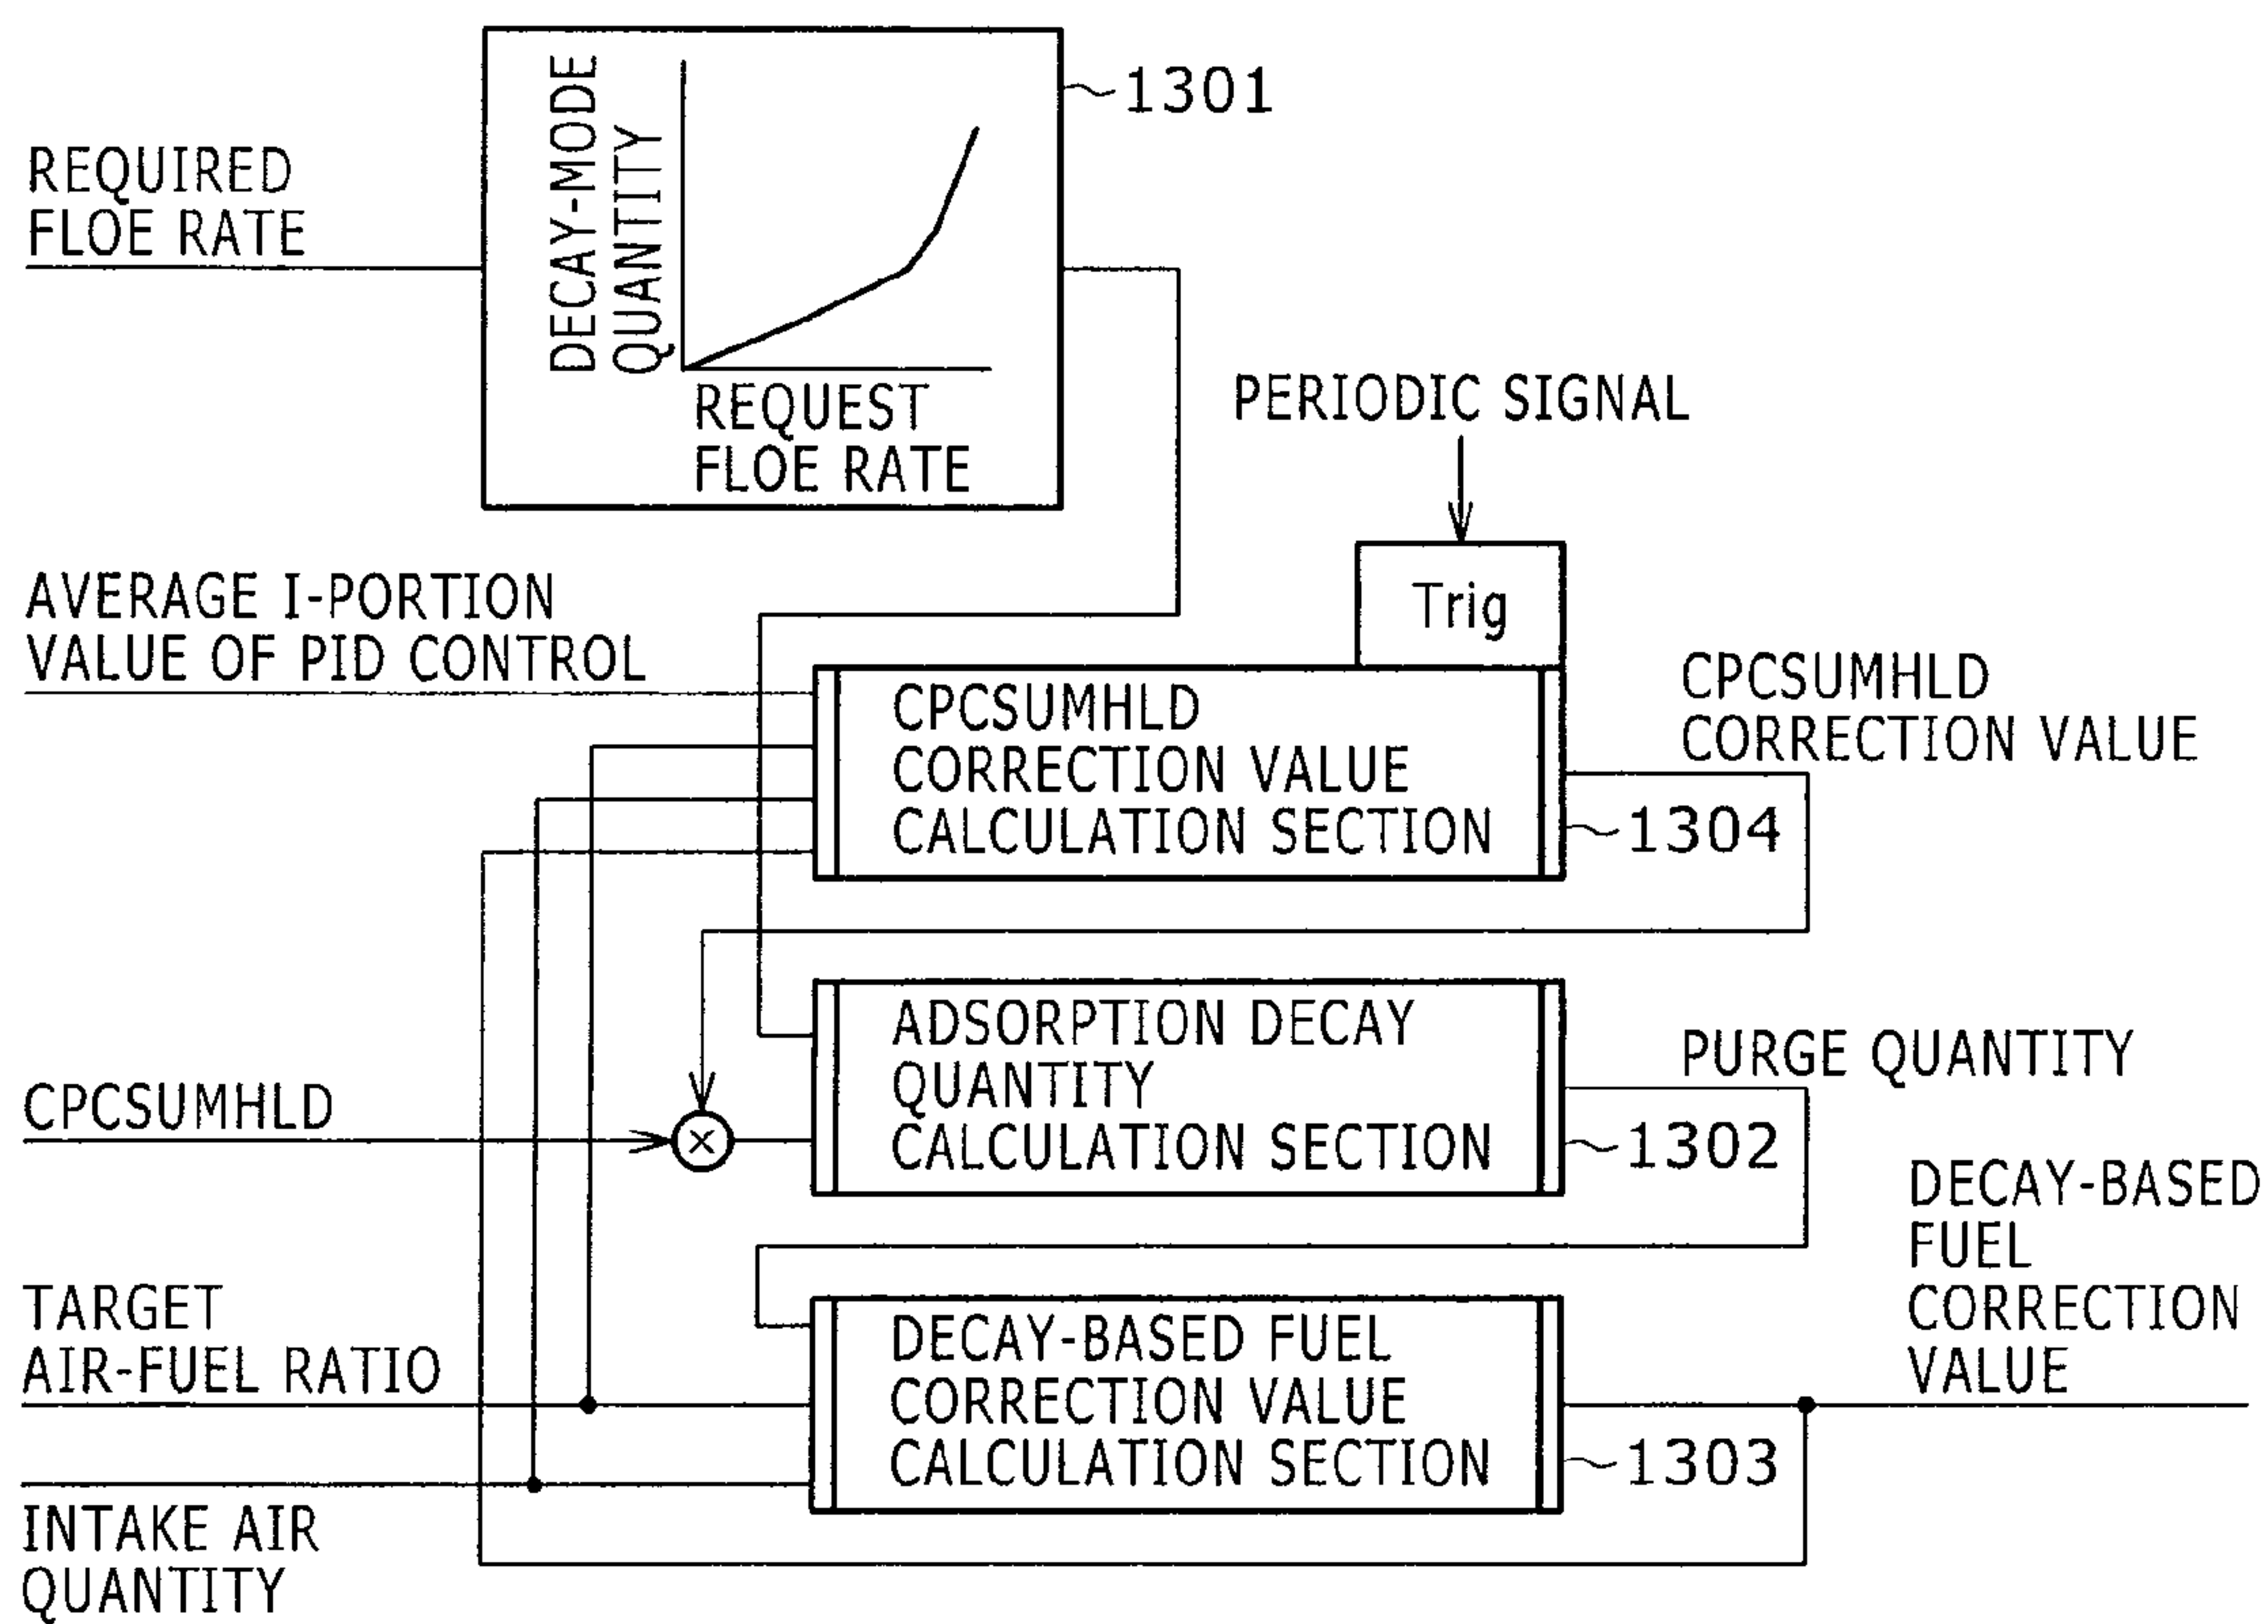 DECAY-MODE
QUANTITY
REQUEST
FLOE RATE
1301
REQUIRED
FLOE RATE
PERIODIC SIGNAL
Trig
AVERAGE I-PORTION
VALUE OF PID CONTROL
CPCSUMHLD
CORRECTION VALUE
CALCULATION SECTION
1304
CPCSUMHLD
CORRECTION VALUE
CPCSUMHLD
×
ADSORPTION DECAY
QUANTITY
CALCULATION SECTION
1302
PURGE QUANTITY
TARGET
AIR-FUEL RATIO
INTAKE AIR
QUANTITY
DECAY-BASED FUEL
CORRECTION VALUE
CALCULATION SECTION
1303
DECAY-BASED
FUEL
CORRECTION
VALUE